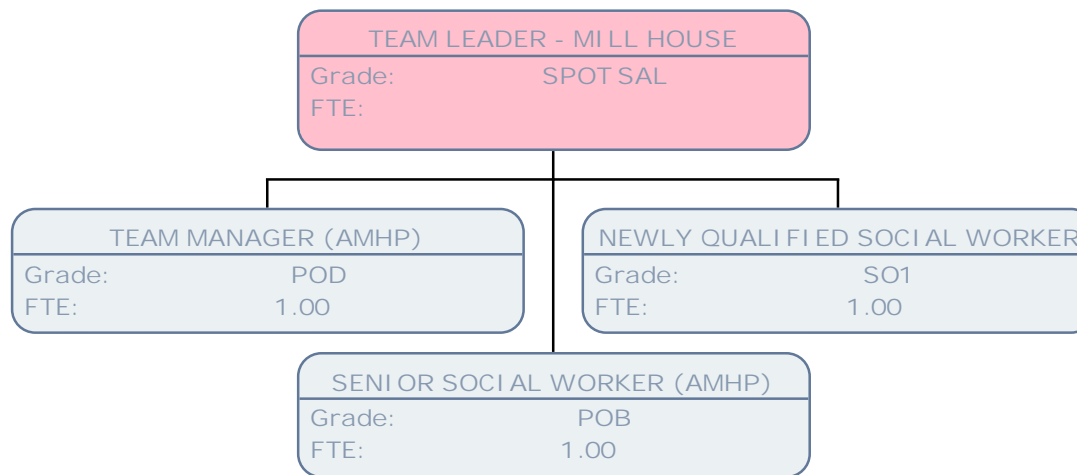 TEAM LEADER - MILL HOUSE
Grade: SPOT SAL
FTE:
TEAM MANAGER (AMHP)
Grade: POD
FTE: 1.00
NEWLY QUALIFIED SOCIAL WORKER
Grade: SO1
FTE: 1.00
SENIOR SOCIAL WORKER (AMHP)
Grade: POB
FTE: 1.00